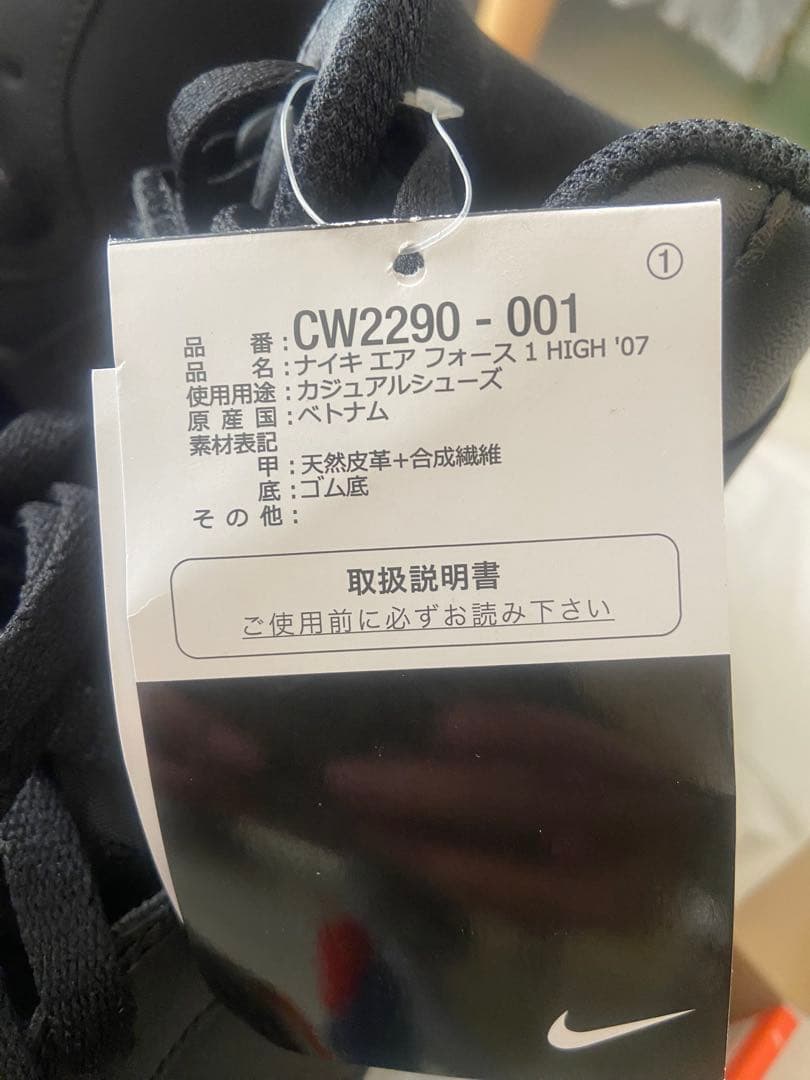 ①
品 番:CW2290 - 001
品 名:ナイキ エア フォース 1 HIGH '07
使用用途:カジュアルシューズ
原 産 国:ベトナム
素材表記
甲:天然皮革+合成繊維
底:ゴム底
そ の 他:
取扱説明書
ご使用前に必ずお読み下さい